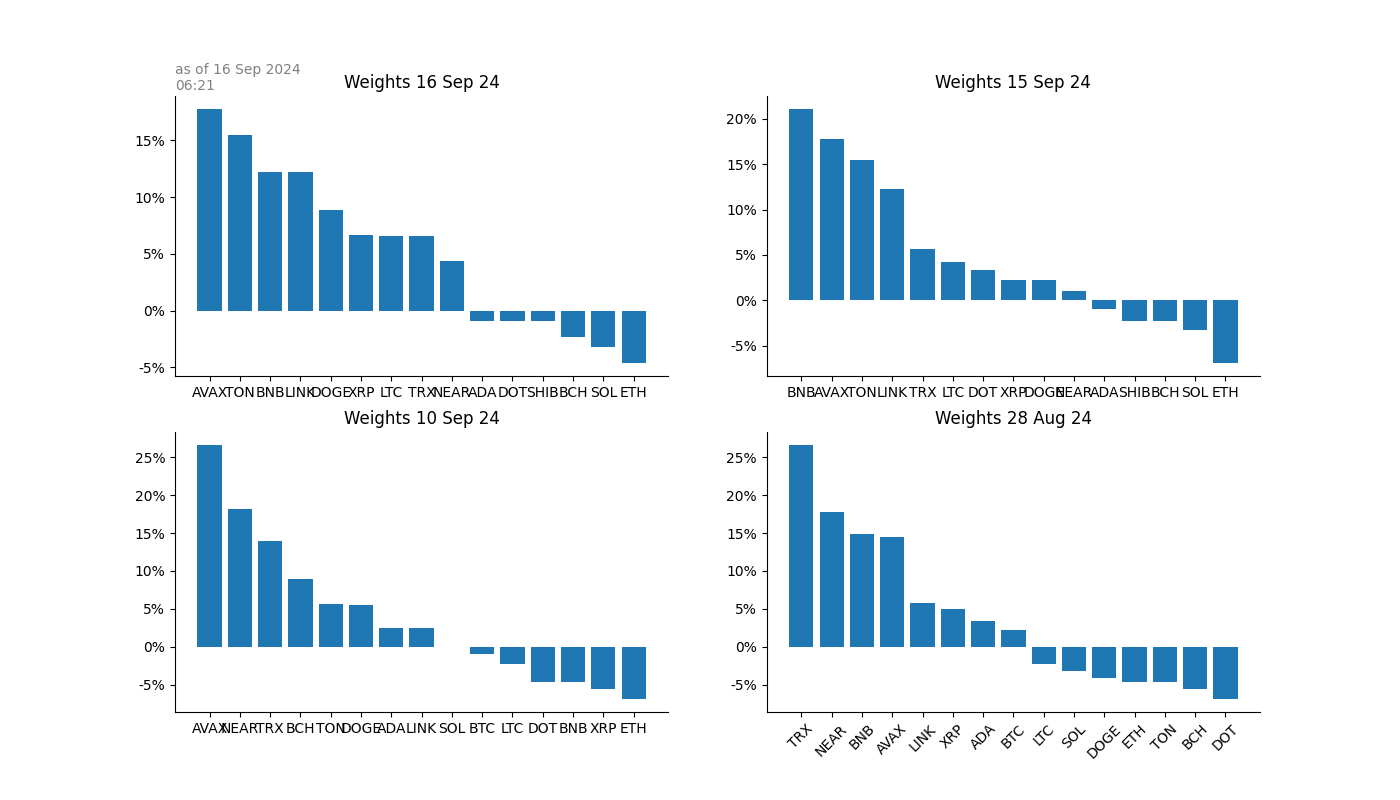 as of 16 Sep 2024
06:21
Weights 16 Sep 24
15%
10%
5%
0%
-5%
AVAX TON BNB LINK DOGE XRP LTC TRX NEAR ADA DOT SHIB BCH SOL ETH
Weights 15 Sep 24
20%
15%
10%
5%
0%
-5%
BNB AVAX TON LINK TRX LTC DOT XRP DOGE NEAR ADA SHIB BCH SOL ETH
Weights 10 Sep 24
25%
20%
15%
10%
5%
0%
-5%
AVAX NEAR TRX BCH TON DOGE ADA LINK SOL BTC LTC DOT BNB XRP ETH
Weights 28 Aug 24
25%
20%
15%
10%
5%
0%
-5%
TRX NEAR BNB AVAX LINK XRP ADA BTC LTC SOL DOGE ETH TON BCH DOT